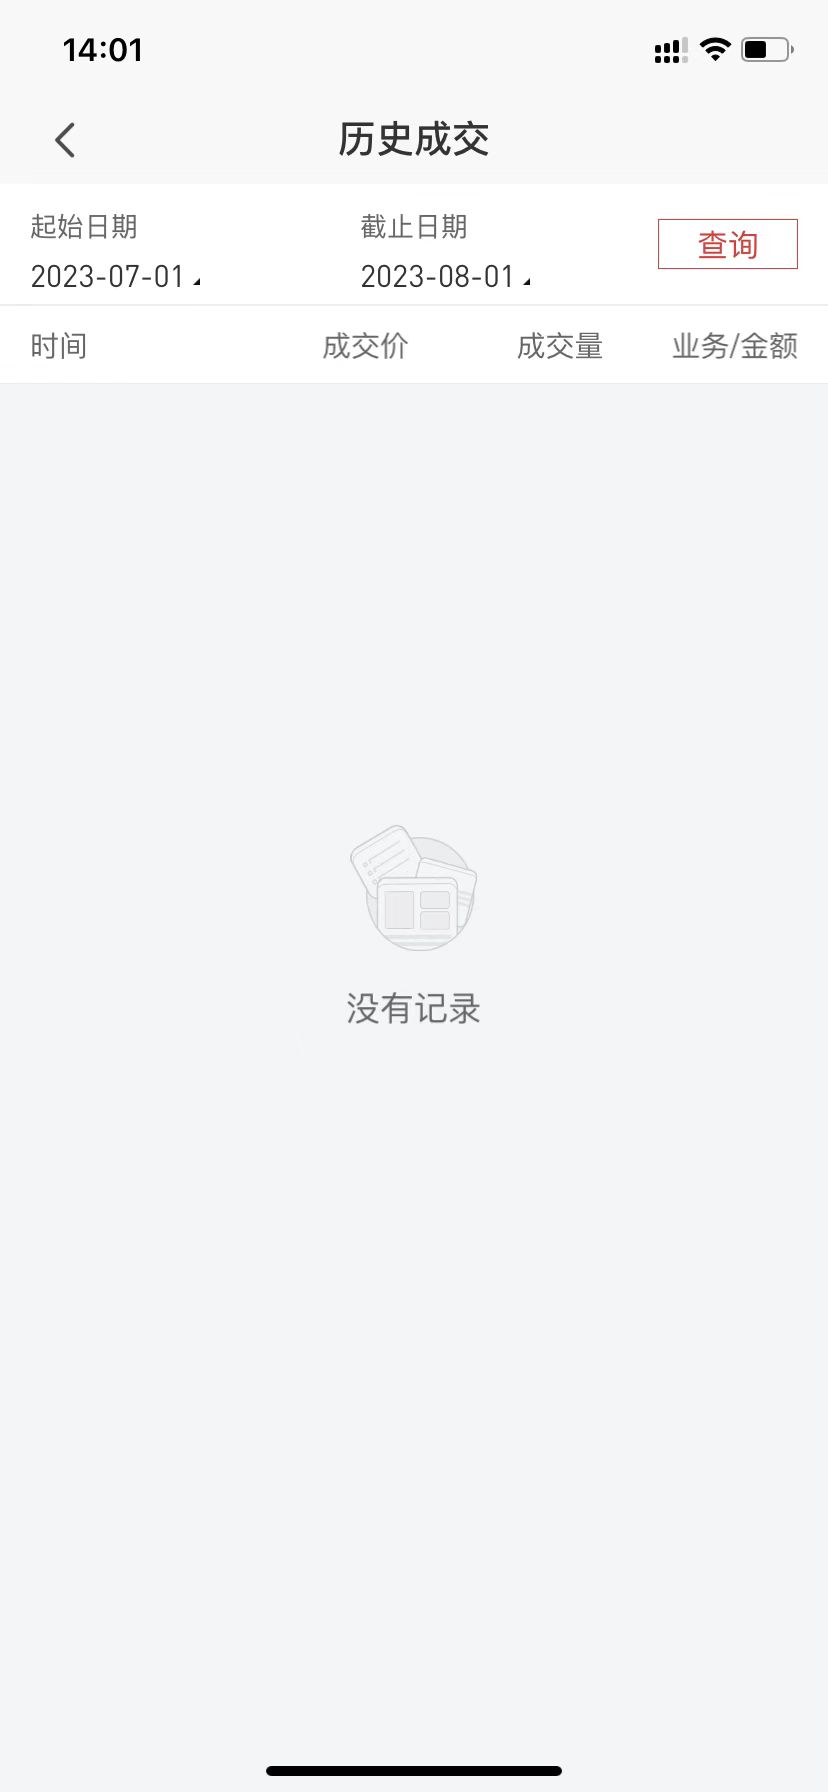 14:01
历史成交
起始日期 截止日期
2023-07-01 2023-08-01 查询
时间 成交价 成交量 业务/金额
没有记录